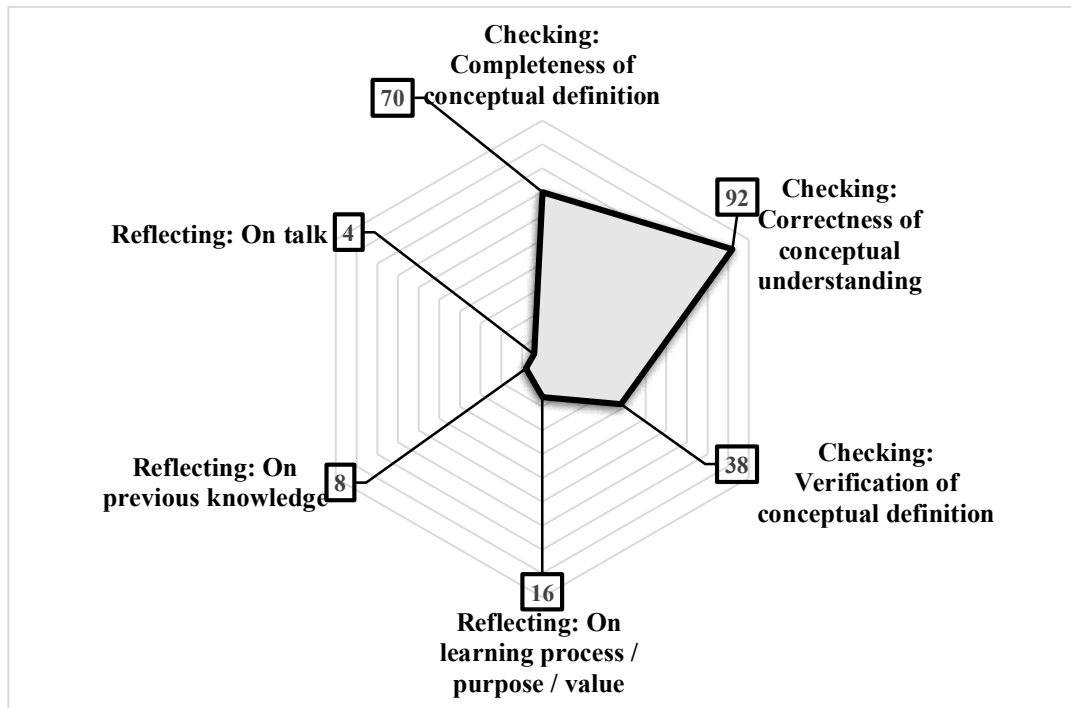 Checking:
Completeness of
conceptual definition
70
92
Checking:
Correctness of
conceptual
understanding
Reflecting: On talk
4
38
Checking:
Verification of
conceptual definition
Reflecting: On
previous knowledge
8
16
Reflecting: On
learning process /
purpose / value